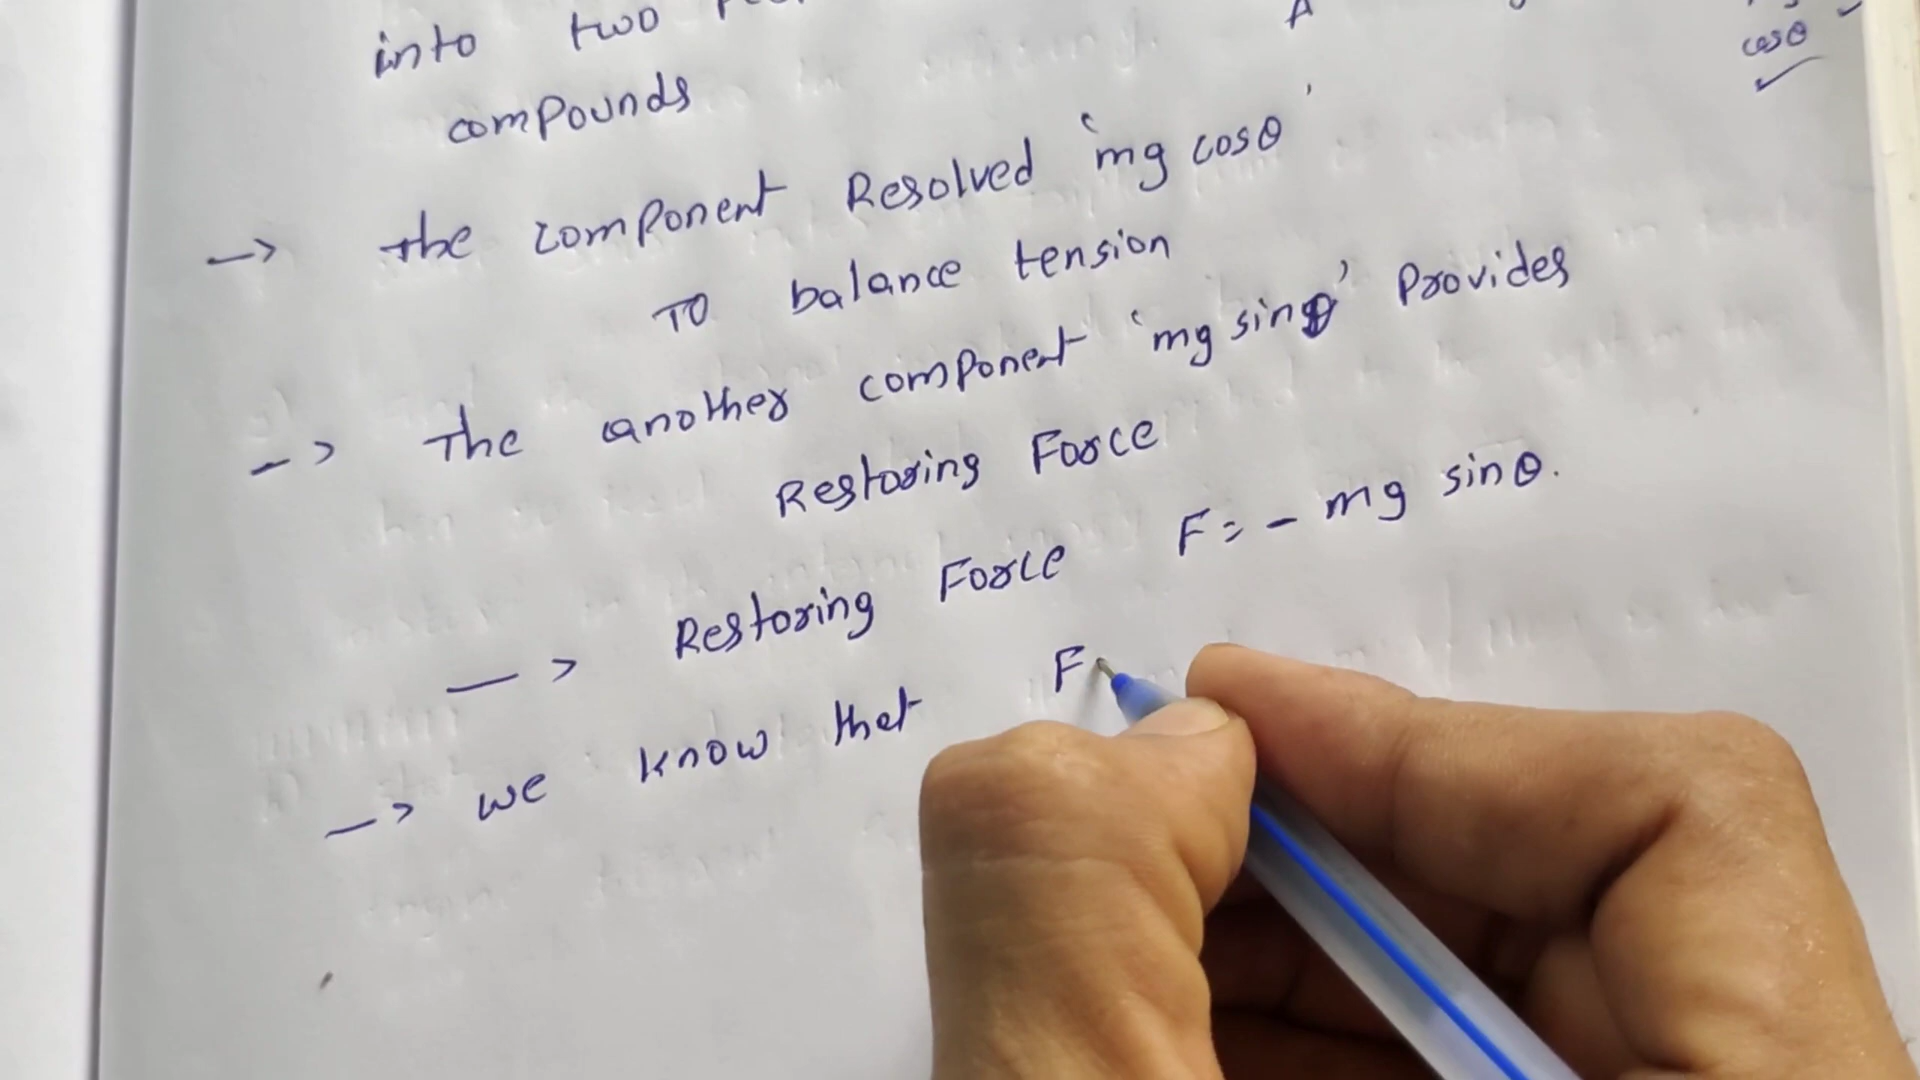 into two
cosθ
compounds
-> the component Resolved 'mg cosθ'
To balance tension
-> The another component 'mg sinθ' Provides
Restoring Force
-> Restoring Force F = - mg sinθ.
-> we know that F